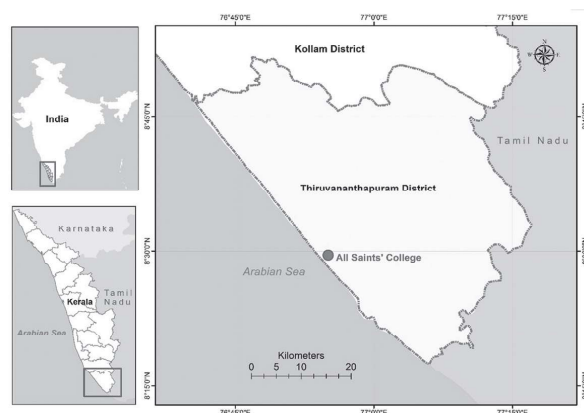 76°45'0"E 77°0'0"E 77°15'0"E
Kollam District
N
W E
S
India
8°45'0"N
Tamil Nadu
Thiruvananthapuram District
Karnataka
8°30'0"N
All Saints' College
Arabian Sea
Tamil
Nadu
Kerala
Arabian Sea
Kilometers
0 5 10 20
8°15'0"N
76°45'0"E 77°0'0"E 77°15'0"E